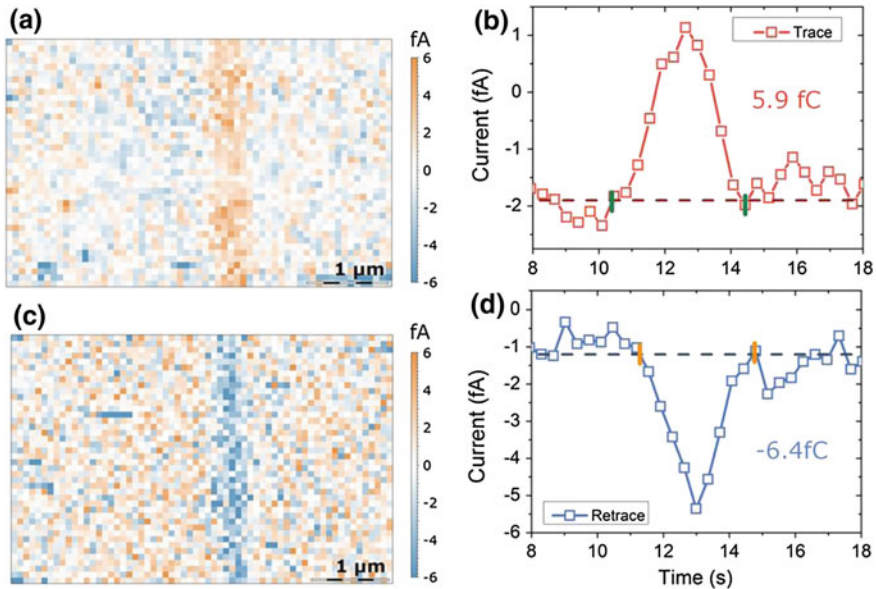 (a)
fA
6
4
2
0
-2
-4
-6
1 µm
(b)
Current (fA)
1
0
-1
-2
Trace
5.9 fC
8 10 12 14 16 18
(c)
fA
6
4
2
0
-2
-4
-6
1 µm
(d)
Current (fA)
0
-1
-2
-3
-4
-5
-6
-6.4fC
Retrace
8 10 12 14 16 18
Time (s)